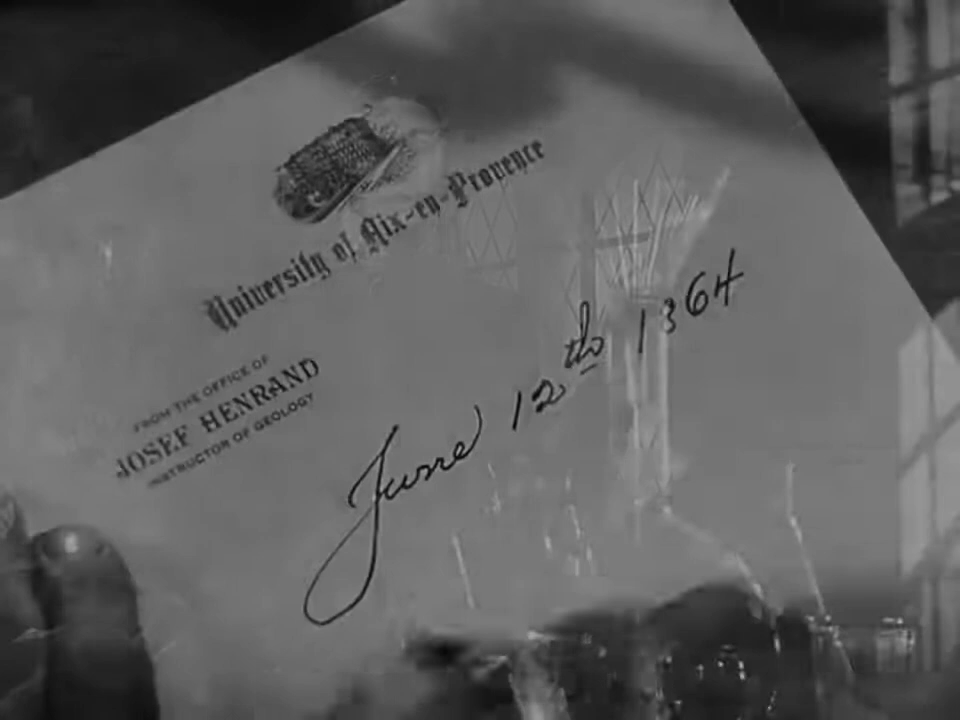 University of Aix-en-Provence
FROM THE OFFICE OF
JOSEF HENRAND
INSTRUCTOR OF GEOLOGY
June 12th 1364